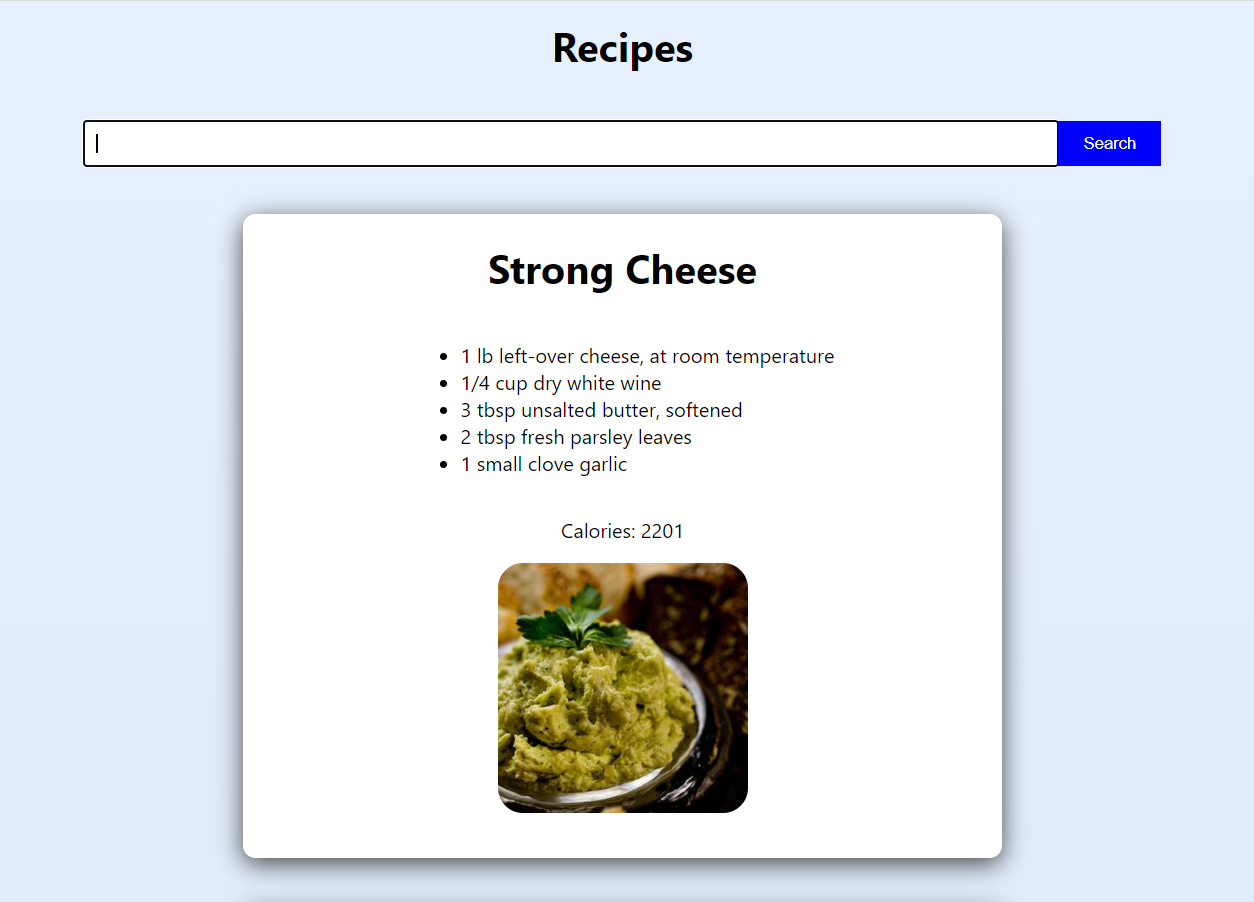 Recipes
Search
Strong Cheese
1 lb left-over cheese, at room temperature
1/4 cup dry white wine
3 tbsp unsalted butter, softened
2 tbsp fresh parsley leaves
1 small clove garlic
Calories: 2201